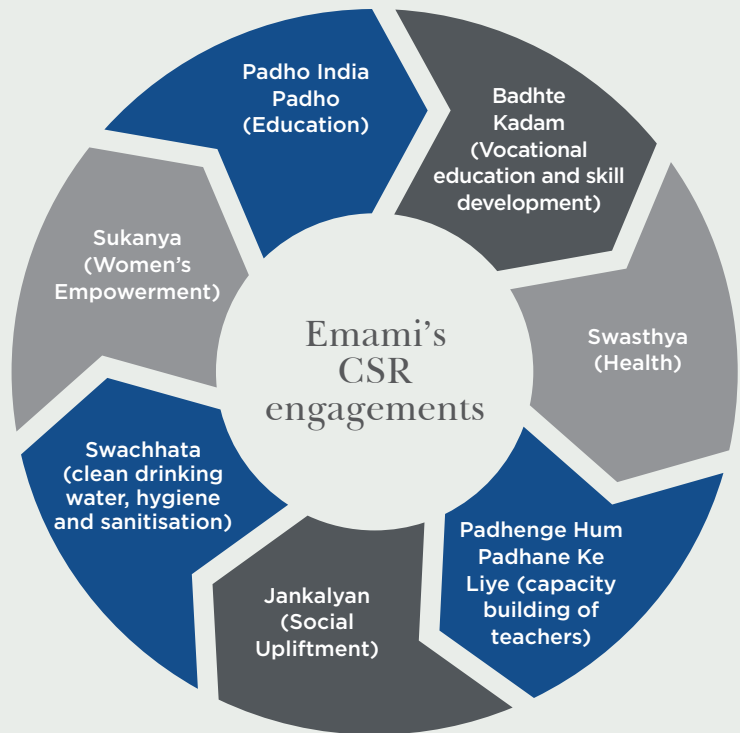 Padho India
Padho
(Education)
Badhte
Kadam
(Vocational
education and skill
development)
Swasthya
(Health)
Padhenge Hum
Padhane Ke
Liye (capacity
building of
teachers)
Jankalyan
(Social
Upliftment)
Swachhata
(clean drinking
water, hygiene
and sanitisation)
Sukanya
(Women's
Empowerment)
Emami's
CSR
engagements